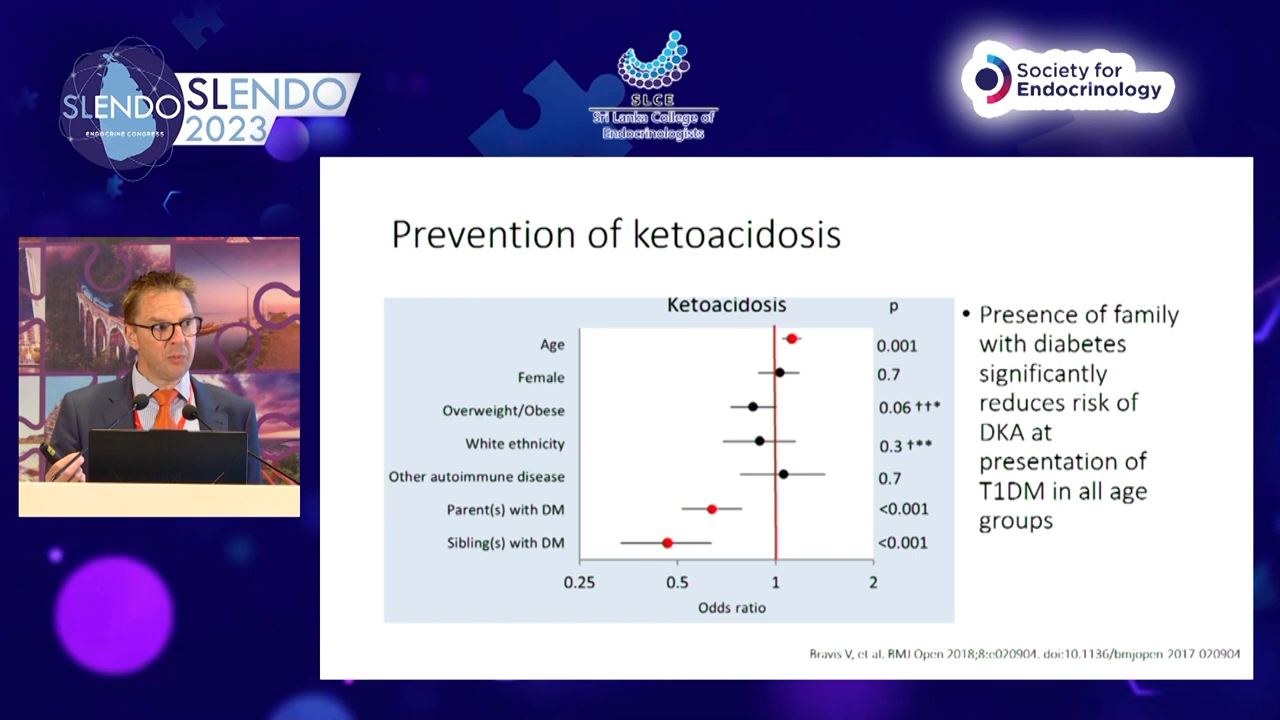 SLENDO
ENDOCRINE CONGRESS
SLENDO
2023
SLCE
Sri Lanka College of
Endocrinologists
Society for
Endocrinology
Prevention of ketoacidosis
Ketoacidosis p
Age 0.001
Female 0.7
Overweight/Obese 0.06 ††*
White ethnicity 0.3 †**
Other autoimmune disease 0.7
Parent(s) with DM <0.001
Sibling(s) with DM <0.001
0.25 0.5 1 2
Odds ratio
• Presence of family
with diabetes
significantly
reduces risk of
DKA at
presentation of
T1DM in all age
groups
Bravis V, et al. BMJ Open 2018;8:e020904. doi:10.1136/bmjopen 2017 020904